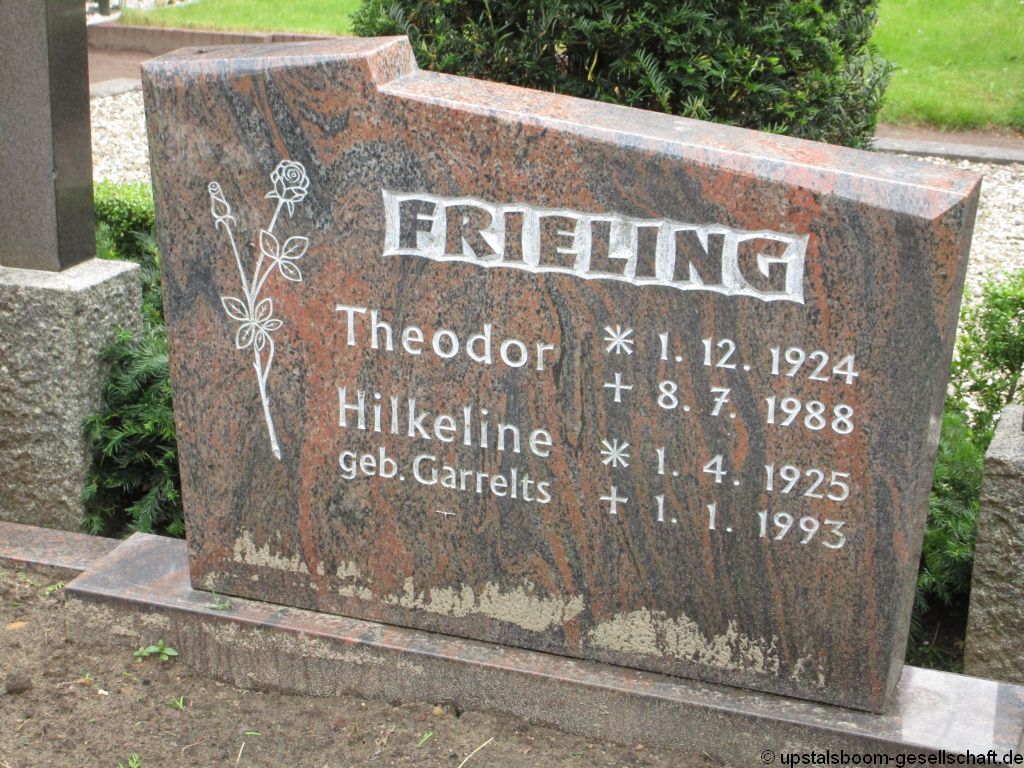 FRIELING
Theodor * 1. 12. 1924
+ 8. 7. 1988
Hilkeline * 1. 4. 1925
geb. Garrelts + 1. 1. 1993
© upstalsboom-gesellschaft.de